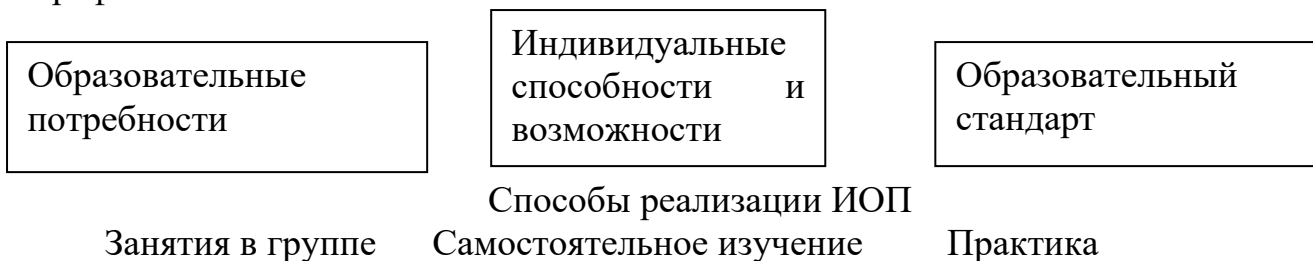 Образовательные
потребности
Индивидуальные
способности и
возможности
Образовательный
стандарт
Способы реализации ИОП
Занятия в группе Самостоятельное изучение Практика